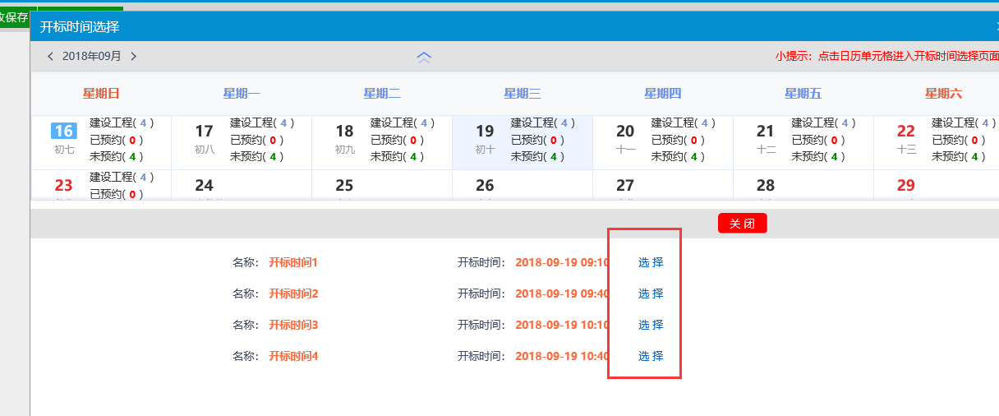 改保存
开标时间选择
2018年09月
小提示：点击日历单元格进入开标时间选择页面
星期日 星期一 星期二 星期三 星期四 星期五 星期六
16 初七 建设工程( 4 ) 已预约( 0 ) 未预约( 4 )
17 初八 建设工程( 4 ) 已预约( 0 ) 未预约( 4 )
18 初九 建设工程( 4 ) 已预约( 0 ) 未预约( 4 )
19 初十 建设工程( 4 ) 已预约( 0 ) 未预约( 4 )
20 十一 建设工程( 4 ) 已预约( 0 ) 未预约( 4 )
21 十二 建设工程( 4 ) 已预约( 0 ) 未预约( 4 )
22 十三 建设工程( 4 ) 已预约( 0 ) 未预约( 4 )
23 建设工程( 4 ) 已预约( 0 )
24 25 26 27 28 29
关 闭
名称： 开标时间1 开标时间： 2018-09-19 09:10 选 择
名称： 开标时间2 开标时间： 2018-09-19 09:40 选 择
名称： 开标时间3 开标时间： 2018-09-19 10:10 选 择
名称： 开标时间4 开标时间： 2018-09-19 10:40 选 择